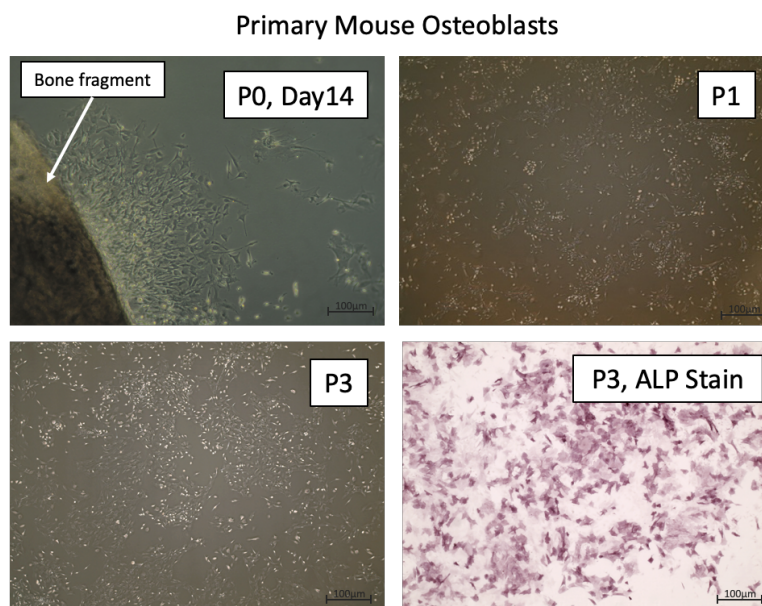 Primary Mouse Osteoblasts
Bone fragment
P0, Day14
100µm
P1
100µm
P3
100µm
P3, ALP Stain
100µm